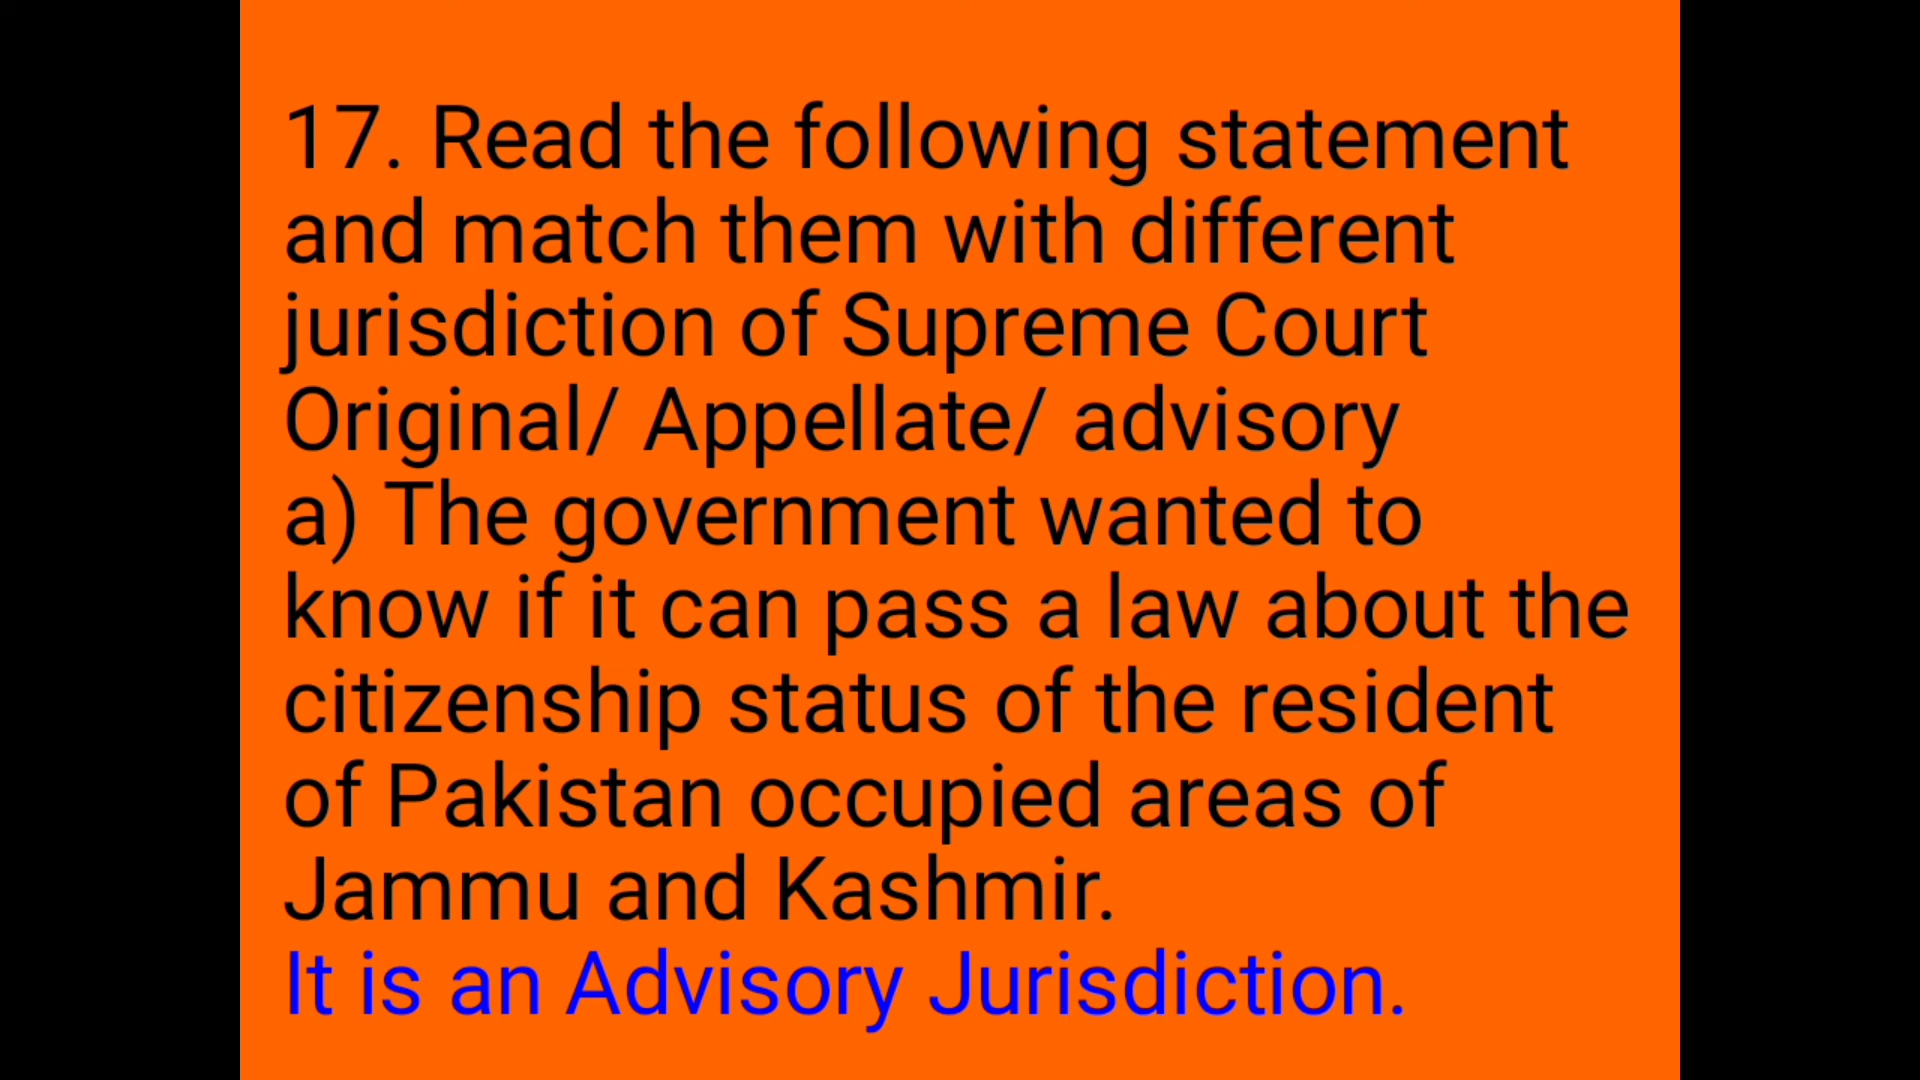 17. Read the following statement
and match them with different
jurisdiction of Supreme Court
Original/ Appellate/ advisory
a) The government wanted to
know if it can pass a law about the
citizenship status of the resident
of Pakistan occupied areas of
Jammu and Kashmir.
It is an Advisory Jurisdiction.